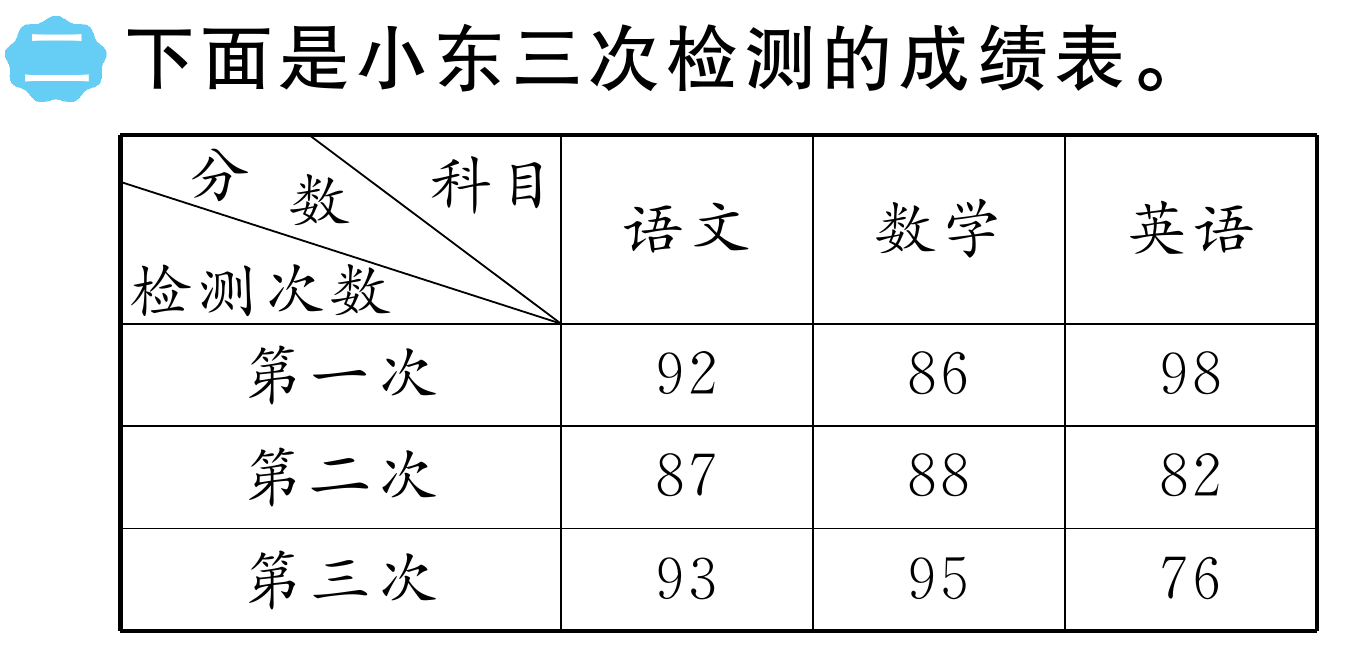 二 下面是小东三次检测的成绩表。
分数 科目 语文 数学 英语
检测次数
第一次 92 86 98
第二次 87 88 82
第三次 93 95 76